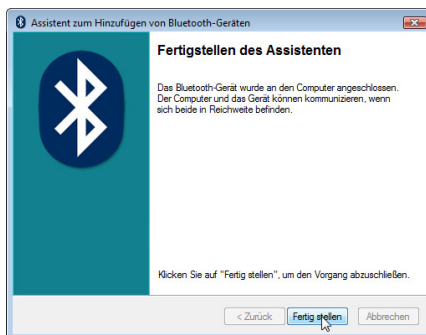 Assistent zum Hinzufügen von Bluetooth-Geräten
Fertigstellen des Assistenten
Das Bluetooth-Gerät wurde an den Computer angeschlossen.
Der Computer und das Gerät können kommunizieren, wenn
sich beide in Reichweite befinden.
Klicken Sie auf "Fertig stellen", um den Vorgang abzuschließen.
< Zurück Fertig stellen Abbrechen